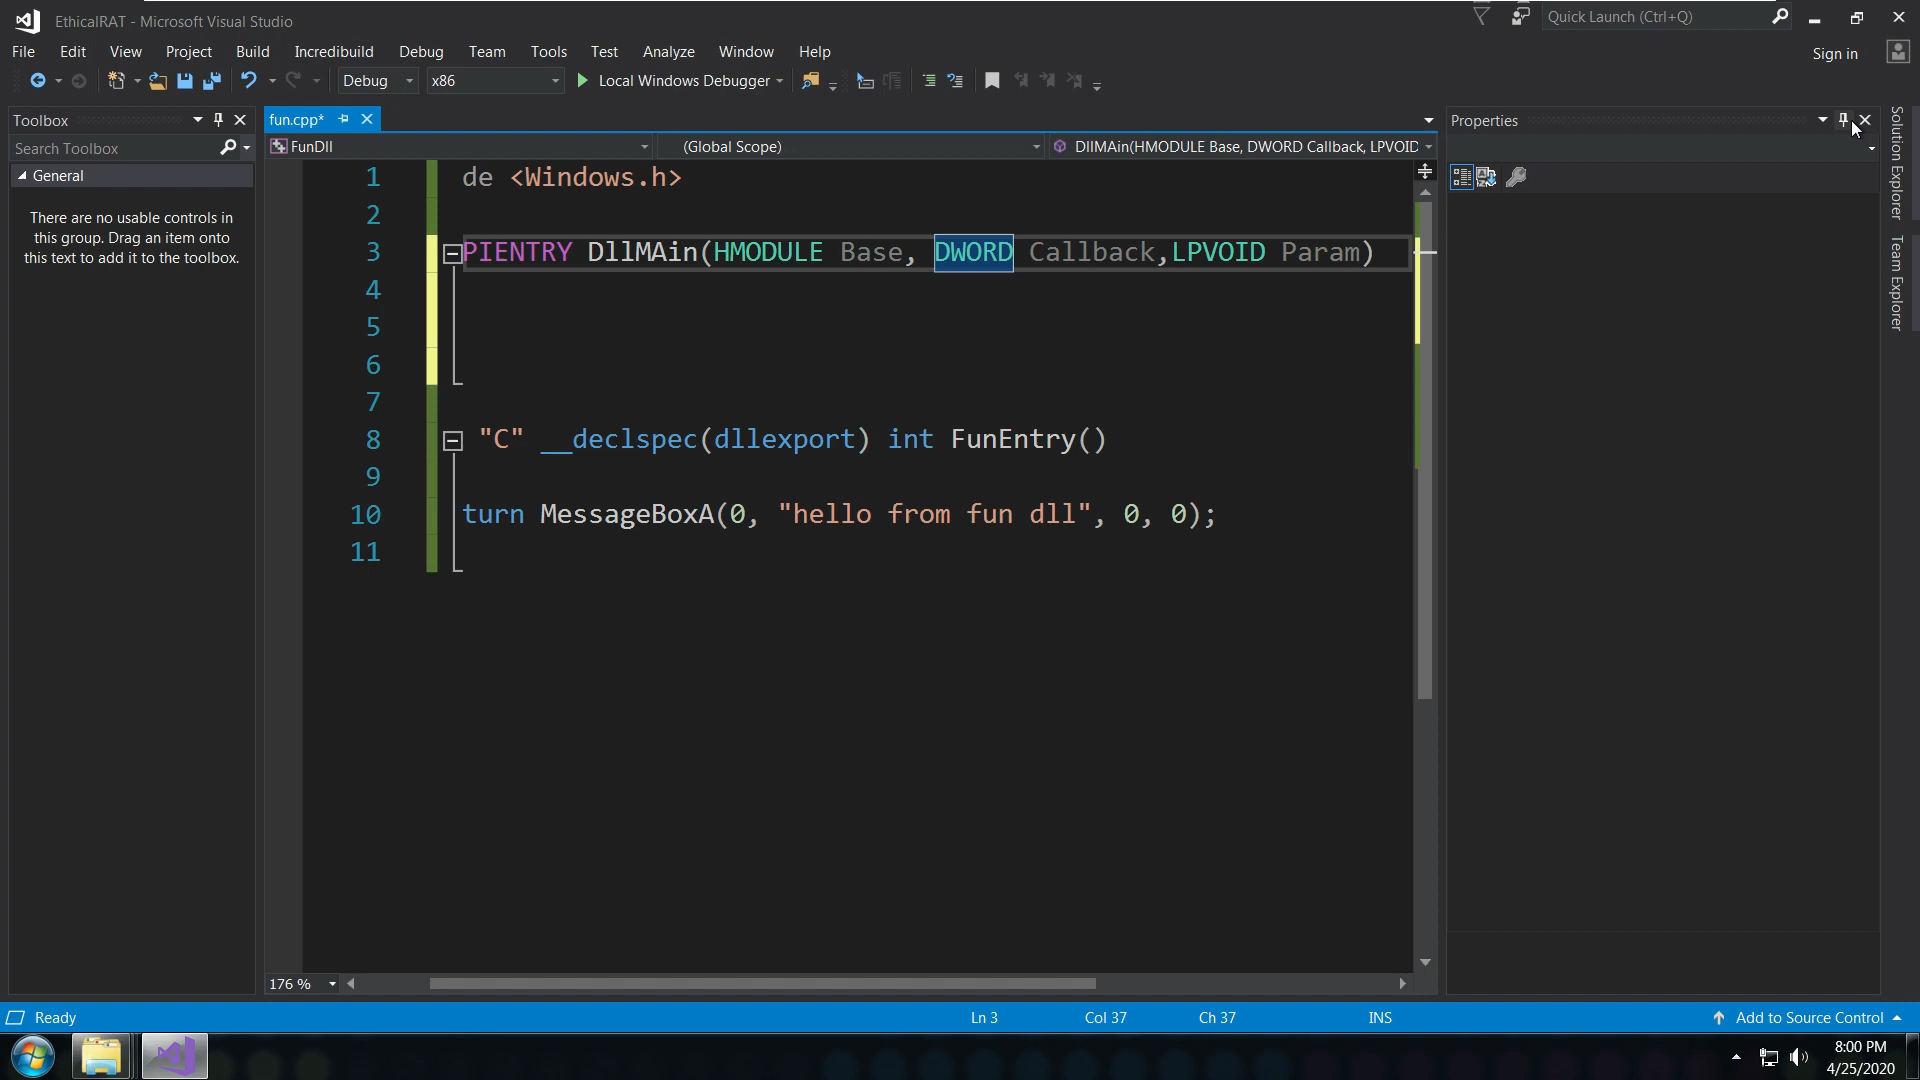 EthicalRAT - Microsoft Visual Studio
Quick Launch (Ctrl+Q)
File Edit View Project Build Incredibuild Debug Team Tools Test Analyze Window Help
Sign in
Debug x86 Local Windows Debugger
Toolbox
fun.cpp*
Properties
Search Toolbox
FunDll
(Global Scope)
DllMAin(HMODULE Base, DWORD Callback, LPVOID
General
There are no usable controls in
this group. Drag an item onto
this text to add it to the toolbox.
Solution Explorer
Team Explorer
1 de <Windows.h>
2
3 PIENTRY DllMAin(HMODULE Base, DWORD Callback,LPVOID Param)
4
5
6
7
8 "C" __declspec(dllexport) int FunEntry()
9
10 turn MessageBoxA(0, "hello from fun dll", 0, 0);
11
176 %
Ready
Ln 3 Col 37 Ch 37 INS
Add to Source Control
8:00 PM
4/25/2020